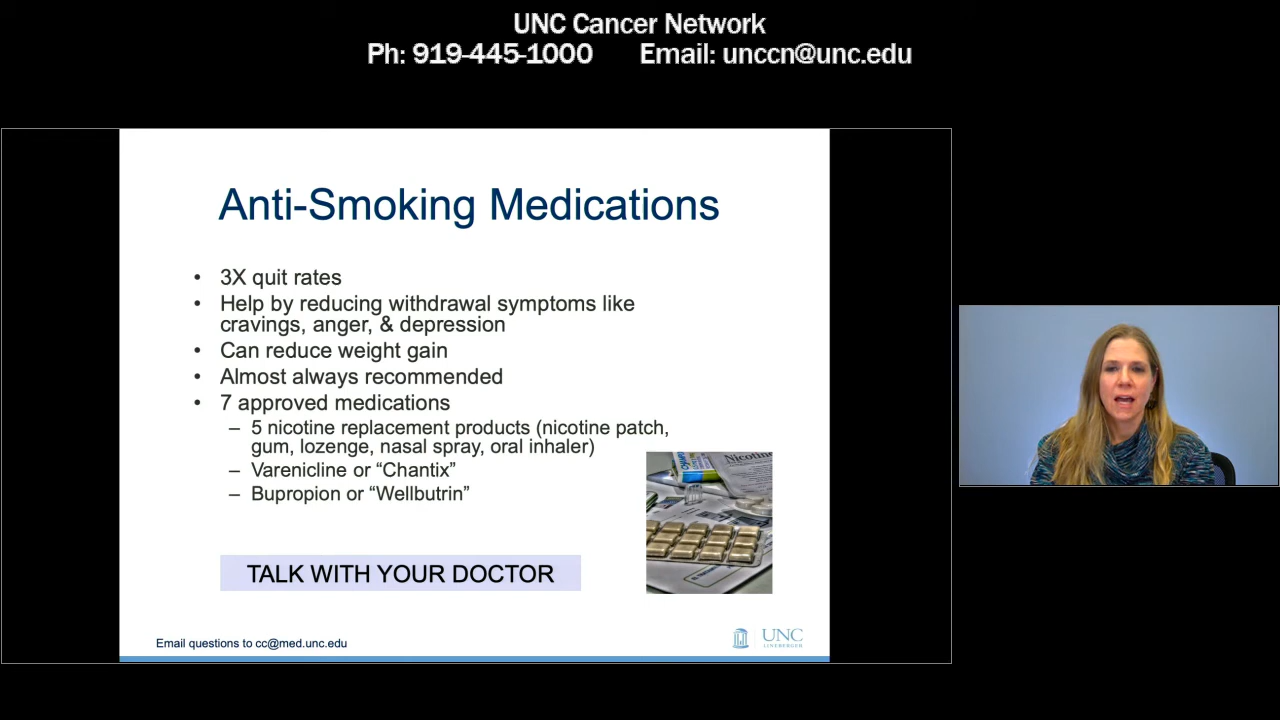 UNC Cancer Network
Ph: 919-445-1000 Email: unccn@unc.edu
Anti-Smoking Medications
• 3X quit rates
• Help by reducing withdrawal symptoms like
cravings, anger, & depression
• Can reduce weight gain
• Almost always recommended
• 7 approved medications
– 5 nicotine replacement products (nicotine patch,
gum, lozenge, nasal spray, oral inhaler)
– Varenicline or “Chantix”
– Bupropion or “Wellbutrin”
Nicotine
TALK WITH YOUR DOCTOR
Email questions to cc@med.unc.edu
UNC
LINEBERGER